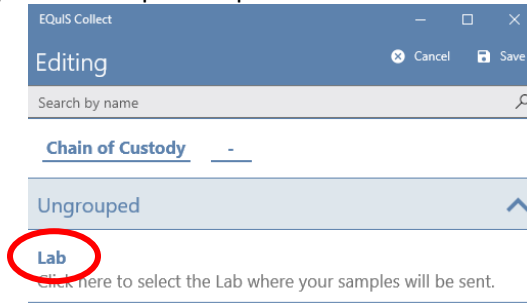 EQuIS Collect
Editing Cancel Save
Search by name
Chain of Custody -
Ungrouped
Lab
Click here to select the Lab where your samples will be sent.